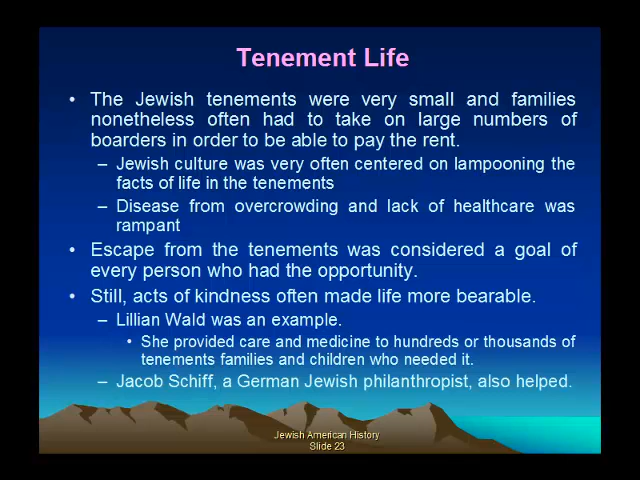 Tenement Life
• The Jewish tenements were very small and families
nonetheless often had to take on large numbers of
boarders in order to be able to pay the rent.
– Jewish culture was very often centered on lampooning the
facts of life in the tenements
– Disease from overcrowding and lack of healthcare was
rampant
• Escape from the tenements was considered a goal of
every person who had the opportunity.
• Still, acts of kindness often made life more bearable.
– Lillian Wald was an example.
• She provided care and medicine to hundreds or thousands of
tenements families and children who needed it.
– Jacob Schiff, a German Jewish philanthropist, also helped.
Jewish American History
Slide 23